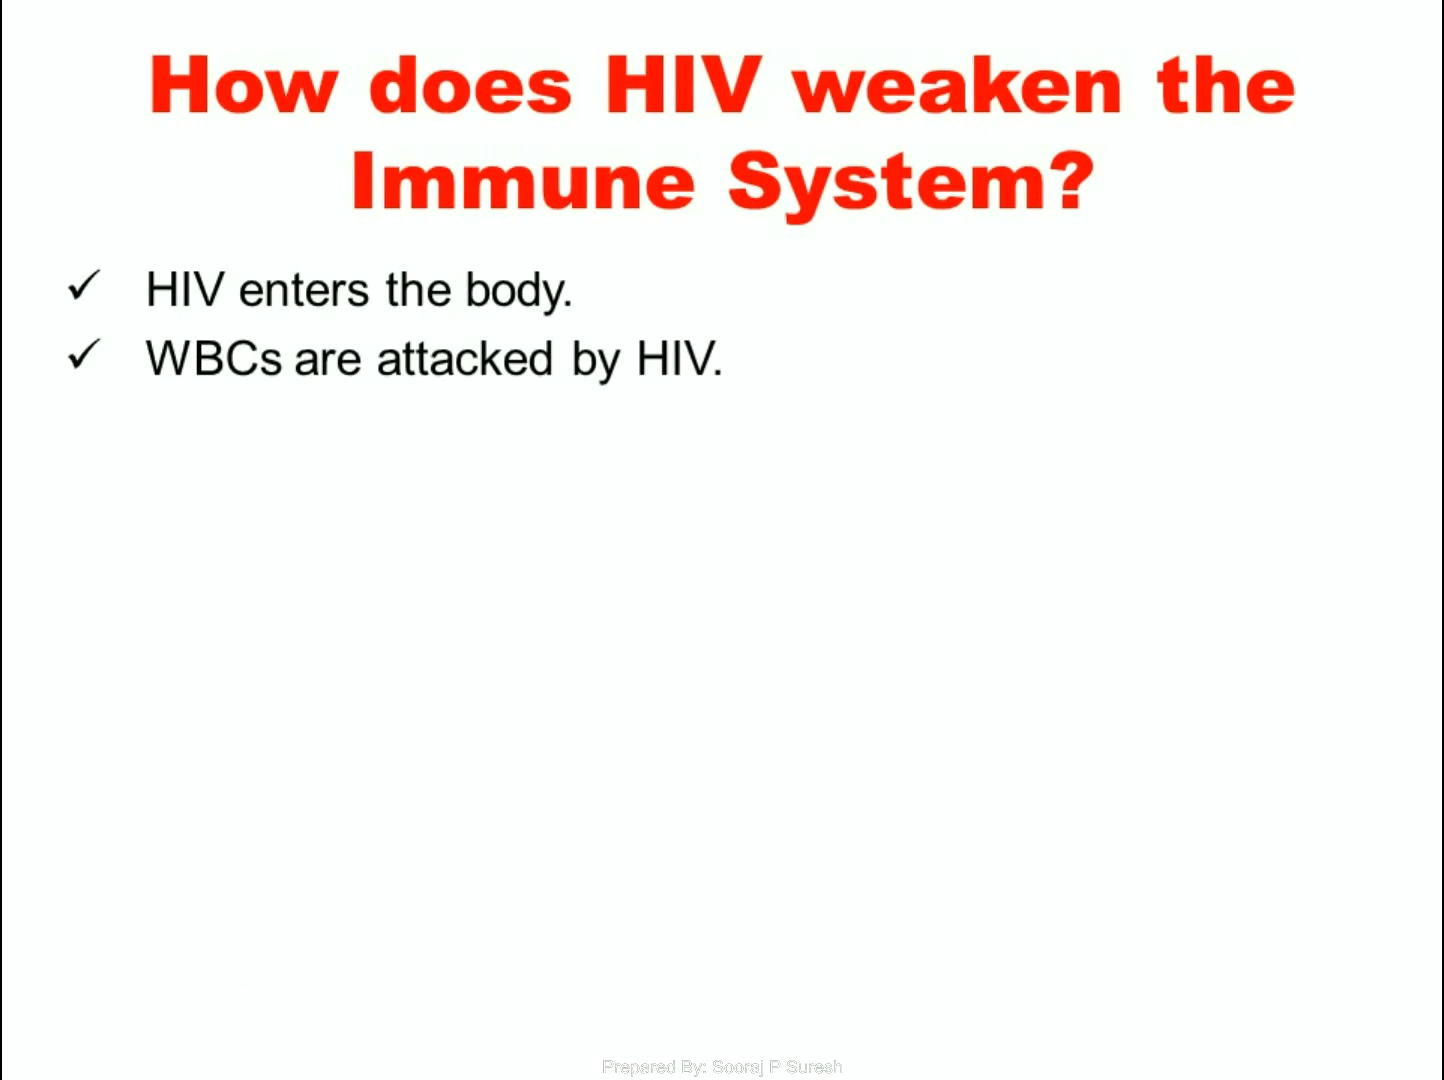 How does HIV weaken the
Immune System?
✓ HIV enters the body.
✓ WBCs are attacked by HIV.
Prepared By: Sooraj P Suresh